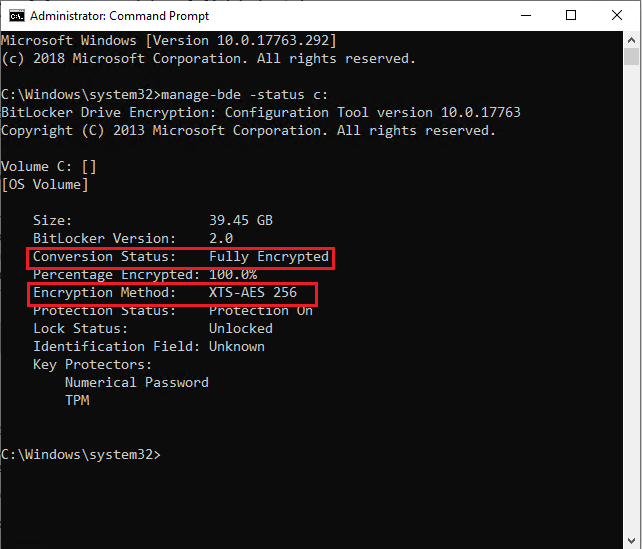 Administrator: Command Prompt
Microsoft Windows [Version 10.0.17763.292]
(c) 2018 Microsoft Corporation. All rights reserved.
C:\Windows\system32>manage-bde -status c:
BitLocker Drive Encryption: Configuration Tool version 10.0.17763
Copyright (C) 2013 Microsoft Corporation. All rights reserved.
Volume C: []
[OS Volume]
Size: 39.45 GB
BitLocker Version: 2.0
Conversion Status: Fully Encrypted
Percentage Encrypted: 100.0%
Encryption Method: XTS-AES 256
Protection Status: Protection On
Lock Status: Unlocked
Identification Field: Unknown
Key Protectors:
Numerical Password
TPM
C:\Windows\system32>